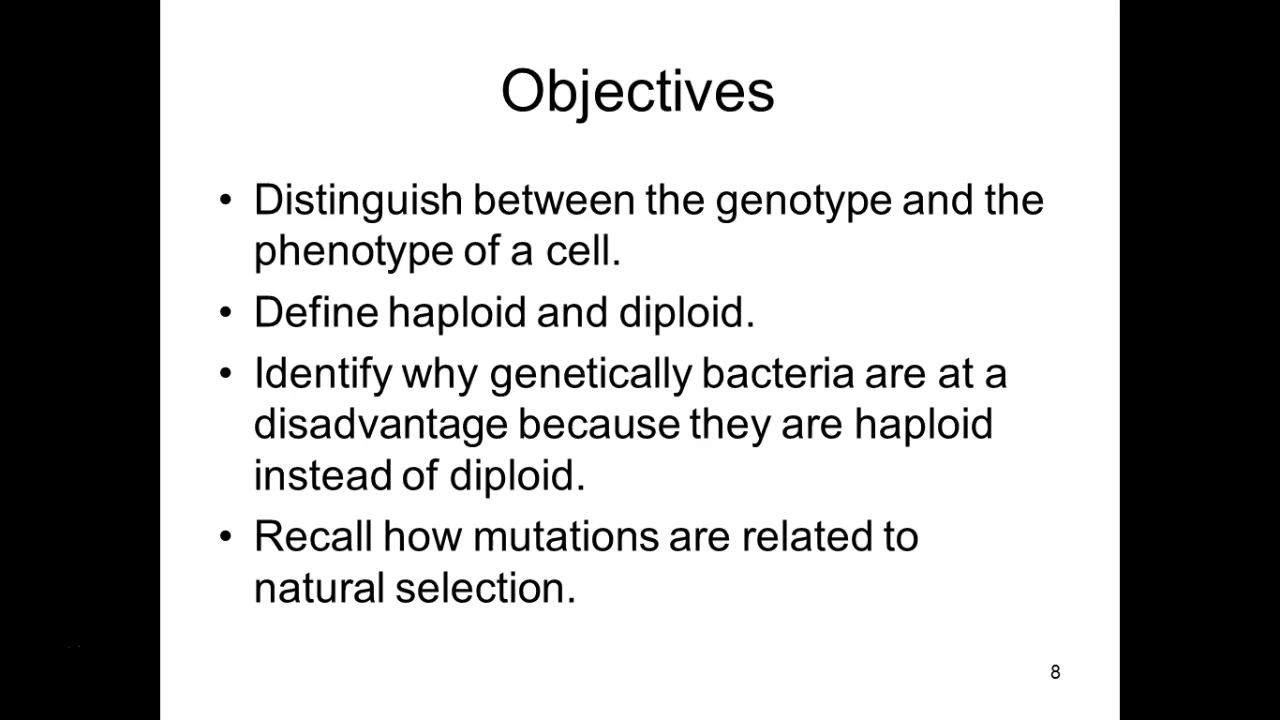 Objectives
• Distinguish between the genotype and the
phenotype of a cell.
• Define haploid and diploid.
• Identify why genetically bacteria are at a
disadvantage because they are haploid
instead of diploid.
• Recall how mutations are related to
natural selection.
8